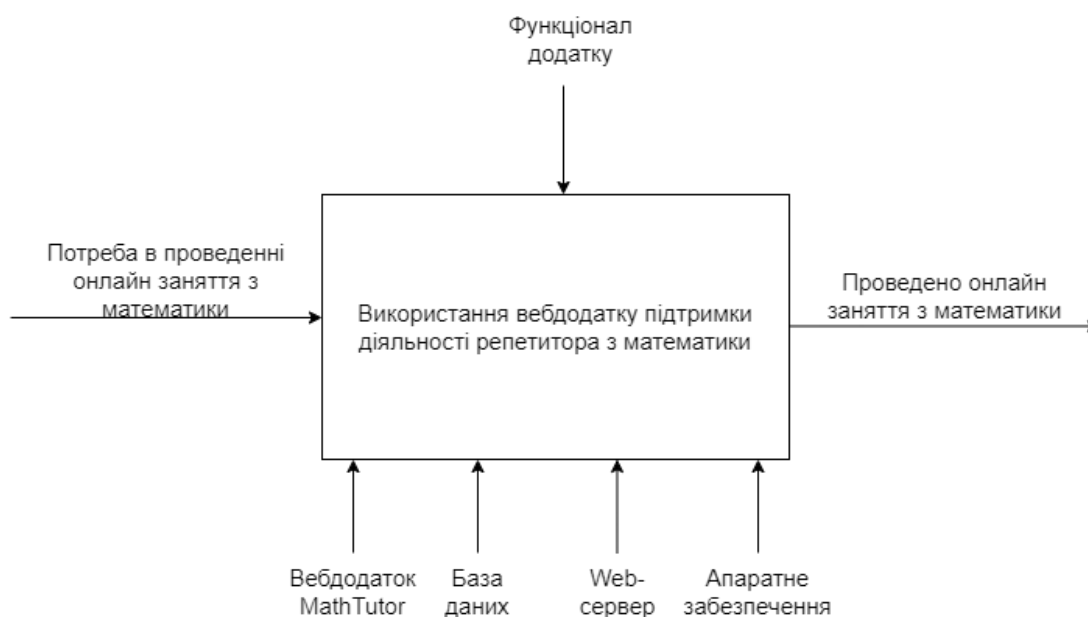 Функціонал
додатку
Потреба в проведенні
онлайн заняття з
математики
Використання вебдодатку підтримки
діяльності репетитора з математики
Проведено онлайн
заняття з математики
Вебдодаток
MathTutor
База
даних
Web-
сервер
Апаратне
забезпечення